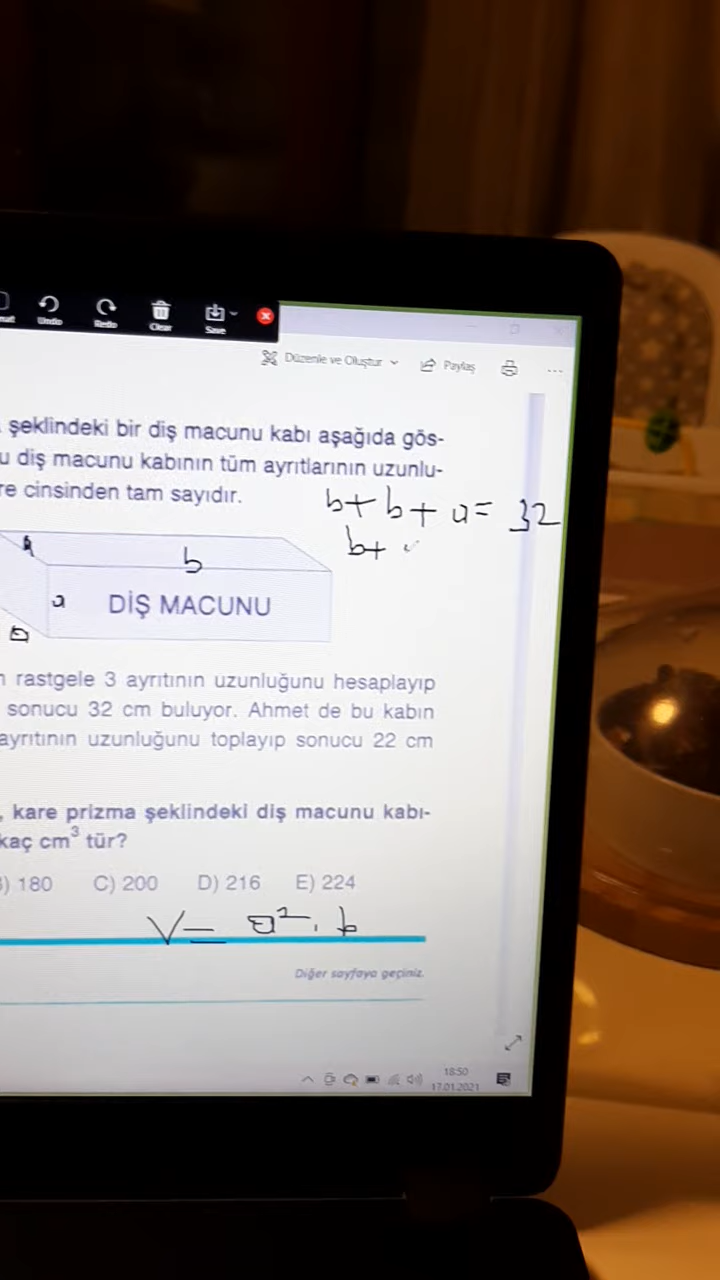 Undo Redo Clear Save
Düzenle ve Oluştur Paylaş
şeklindeki bir diş macunu kabı aşağıda gös-
u diş macunu kabının tüm ayrıtlarının uzunlu-
re cinsinden tam sayıdır.
b+b+a= 32
b+
a b
a DİŞ MACUNU
a
n rastgele 3 ayrıtının uzunluğunu hesaplayıp
sonucu 32 cm buluyor. Ahmet de bu kabın
ayrıtının uzunluğunu toplayıp sonucu 22 cm
, kare prizma şeklindeki diş macunu kabı-
kaç cm³ tür?
) 180 C) 200 D) 216 E) 224
V= a². b
Diğer sayfaya geçiniz.
18:50
17.01.2021